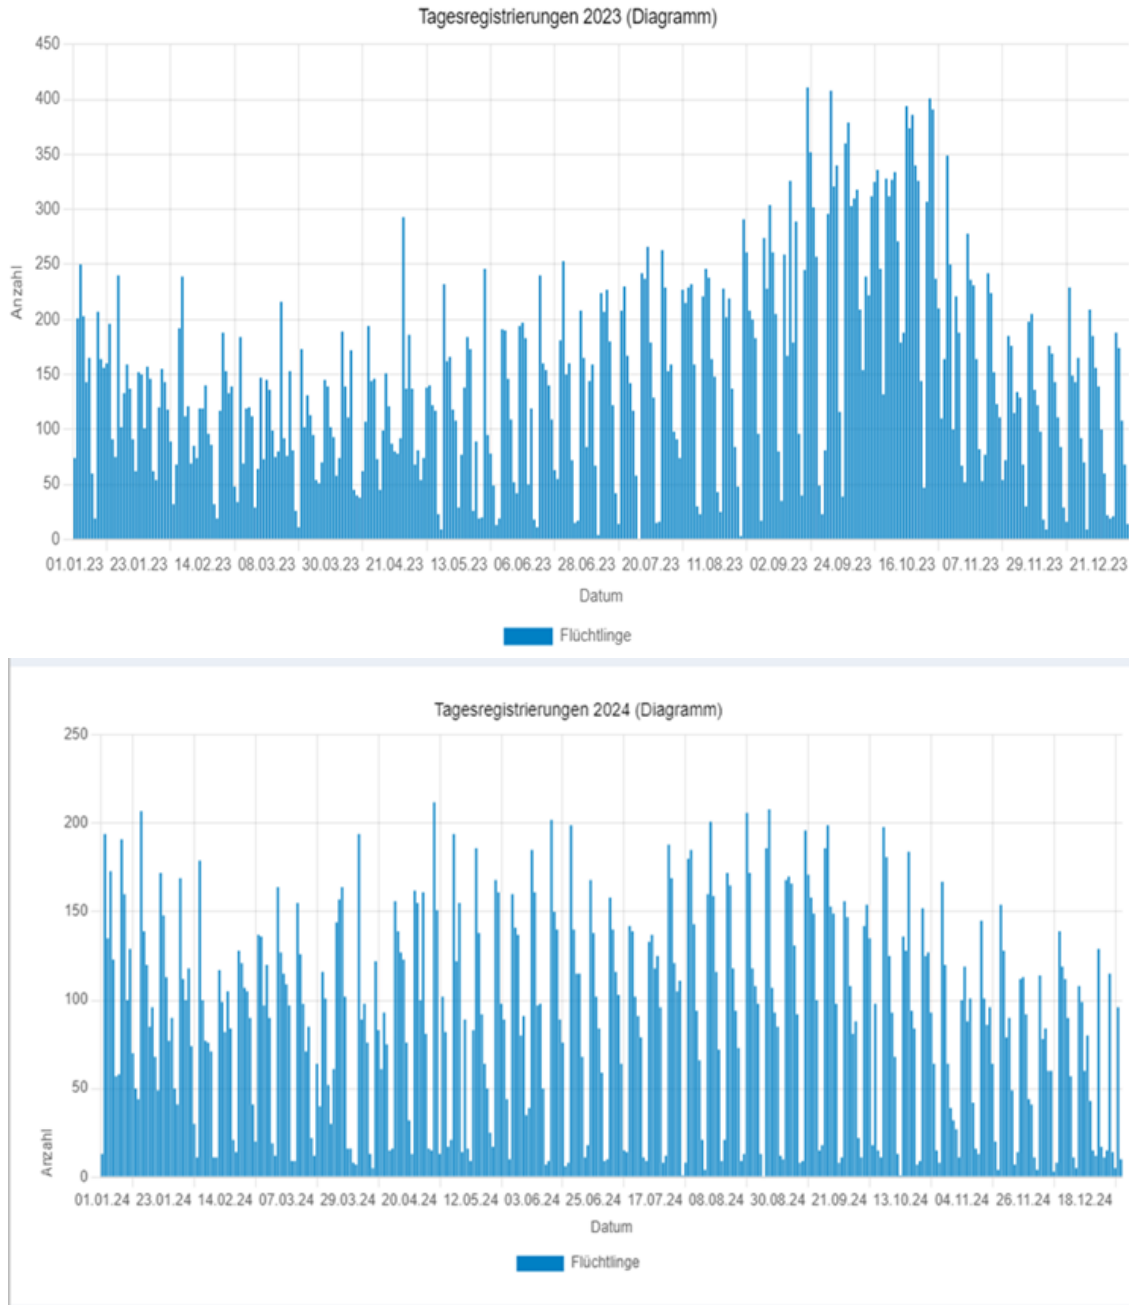 Tagesregistrierungen 2023 (Diagramm)
450
400
350
300
250
200
150
100
50
0
Anzahl
01.01.23 23.01.23 14.02.23 08.03.23 30.03.23 21.04.23 13.05.23 06.06.23 28.06.23 20.07.23 11.08.23 02.09.23 24.09.23 16.10.23 07.11.23 29.11.23 21.12.23
Datum
Flüchtlinge
Tagesregistrierungen 2024 (Diagramm)
250
200
150
100
50
0
Anzahl
01.01.24 23.01.24 14.02.24 07.03.24 29.03.24 20.04.24 12.05.24 03.06.24 25.06.24 17.07.24 08.08.24 30.08.24 21.09.24 13.10.24 04.11.24 26.11.24 18.12.24
Datum
Flüchtlinge